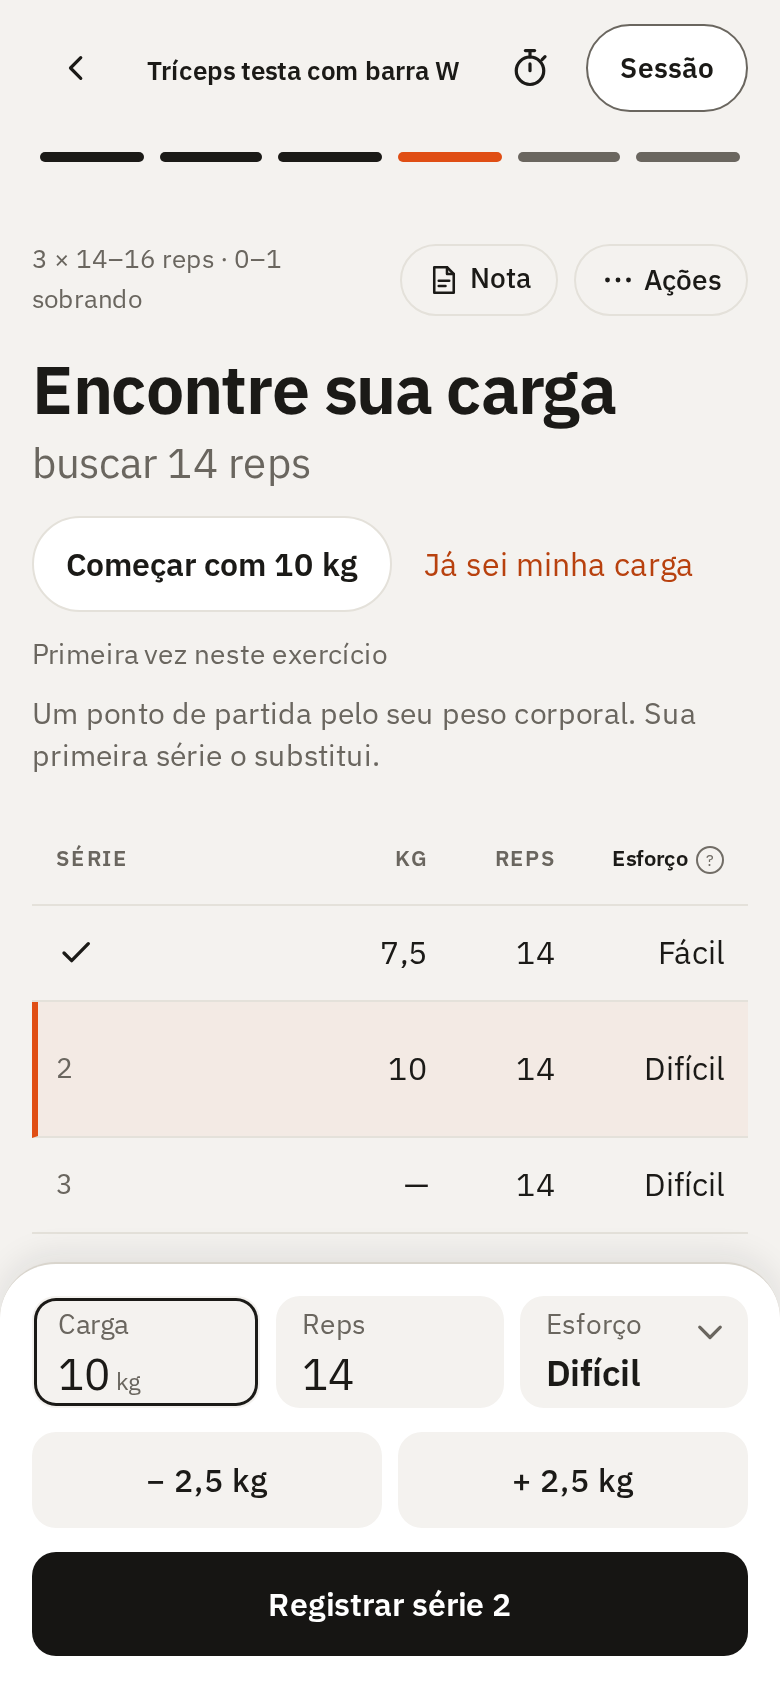 Tríceps testa com barra W
Sessão
3 × 14–16 reps · 0–1
sobrando
Nota
Ações
Encontre sua carga
buscar 14 reps
Começar com 10 kg
Já sei minha carga
Primeira vez neste exercício
Um ponto de partida pelo seu peso corporal. Sua
primeira série o substitui.
SÉRIE KG REPS Esforço ?
7,5 14 Fácil
2 10 14 Difícil
3 — 14 Difícil
Carga Reps Esforço
10 kg 14 Difícil
– 2,5 kg + 2,5 kg
Registrar série 2